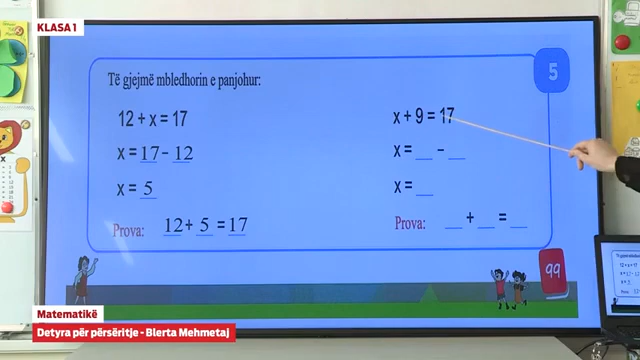 KLASA 1
5
Të gjejmë mbledhorin e panjohur:
12 + x = 17
x = 17 - 12
x = 5
Prova: 12 + 5 = 17
x + 9 = 17
x = __ - __
x = __
Prova: __ + __ = __
99
Matematikë
Detyra për përsëritje - Blerta Mehmetaj